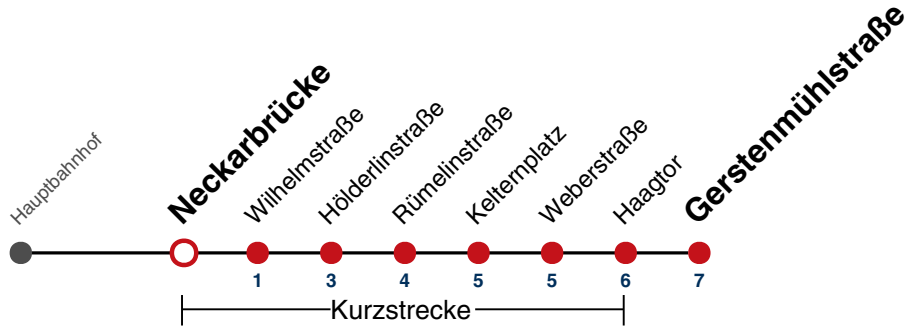 Hauptbahnhof
Neckarbrücke
Wilhelmstraße
Hölderlinstraße
Rümelinstraße
Kelternplatz
Weberstraße
Haagtor
Gerstenmühlstraße
1 3 4 5 5 6 7
Kurzstrecke